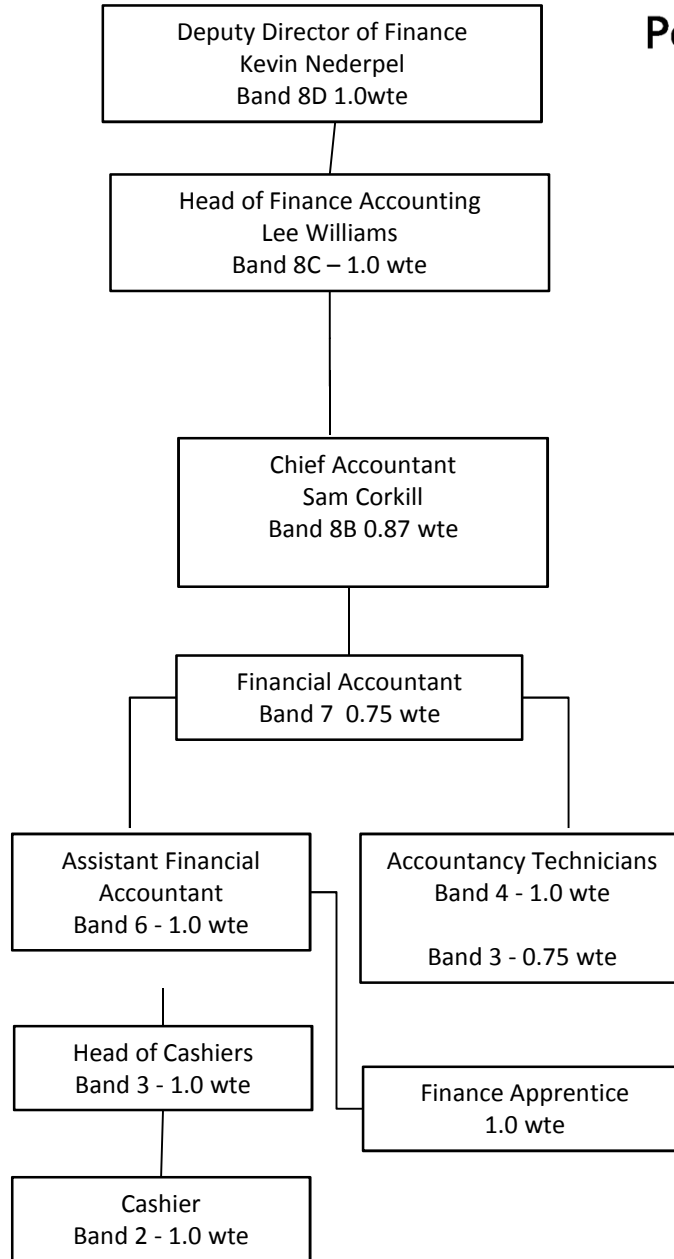 Deputy Director of Finance
Kevin Nederpel
Band 8D 1.0wte
Head of Finance Accounting
Lee Williams
Band 8C – 1.0 wte
Chief Accountant
Sam Corkill
Band 8B 0.87 wte
Financial Accountant
Band 7 0.75 wte
Assistant Financial
Accountant
Band 6 - 1.0 wte
Accountancy Technicians
Band 4 - 1.0 wte
Band 3 - 0.75 wte
Head of Cashiers
Band 3 - 1.0 wte
Finance Apprentice
1.0 wte
Cashier
Band 2 - 1.0 wte